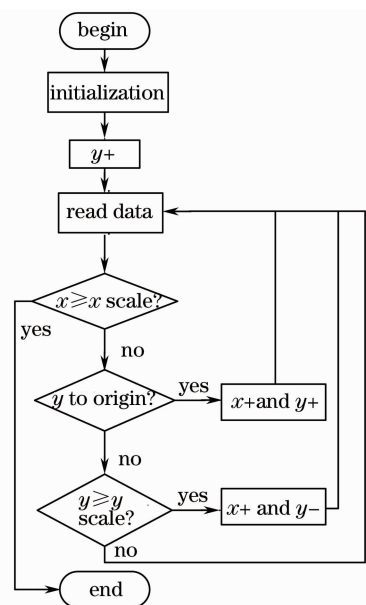 begin
initialization
y+
read data
x⩾x scale?
yes
no
y to origin?
yes
x+and y+
no
y⩾y
scale?
yes
x+ and y−
no
end